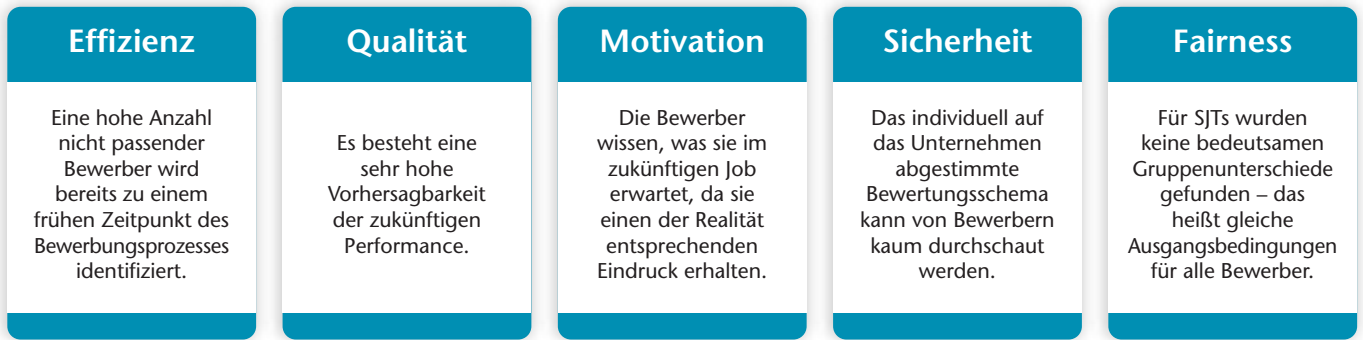 Effizienz
Eine hohe Anzahl
nicht passender
Bewerber wird
bereits zu einem
frühen Zeitpunkt des
Bewerbungsprozesses
identifiziert.
Qualität
Es besteht eine
sehr hohe
Vorhersagbarkeit
der zukünftigen
Performance.
Motivation
Die Bewerber
wissen, was sie im
zukünftigen Job
erwartet, da sie
einen der Realität
entsprechenden
Eindruck erhalten.
Sicherheit
Das individuell auf
das Unternehmen
abgestimmte
Bewertungsschema
kann von Bewerbern
kaum durchschaut
werden.
Fairness
Für SJTs wurden
keine bedeutsamen
Gruppenunterschiede
gefunden – das
heißt gleiche
Ausgangsbedingungen
für alle Bewerber.